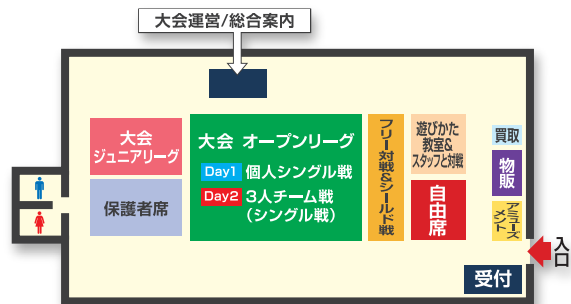 大会運営/総合案内
大会
ジュニアリーグ
保護者席
大会 オープンリーグ
Day1 個人シングル戦
Day2 3人チーム戦
(シングル戦)
フリー対戦&シールド戦
遊びかた
教室&
スタッフと対戦
自由席
買取
物販
アミューズ
メント
入口
受付